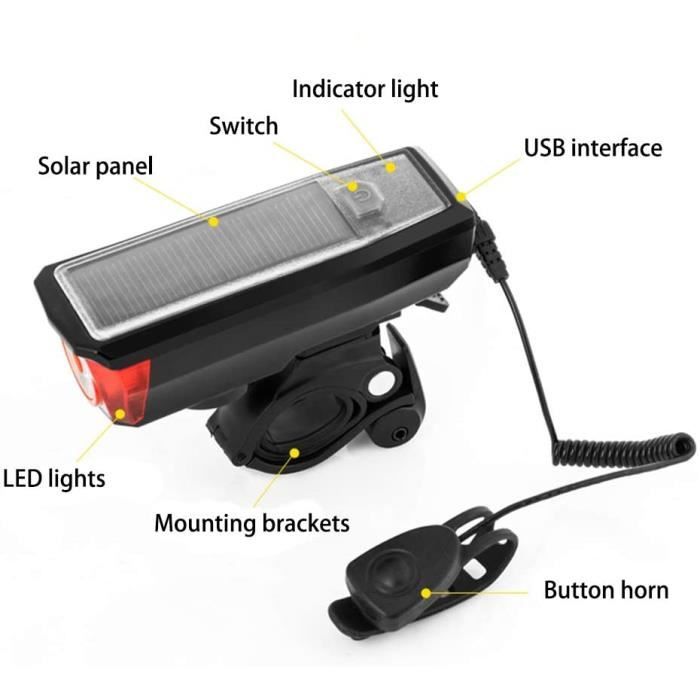 Indicator light
Switch
USB interface
Solar panel
LED lights
Mounting brackets
Button horn